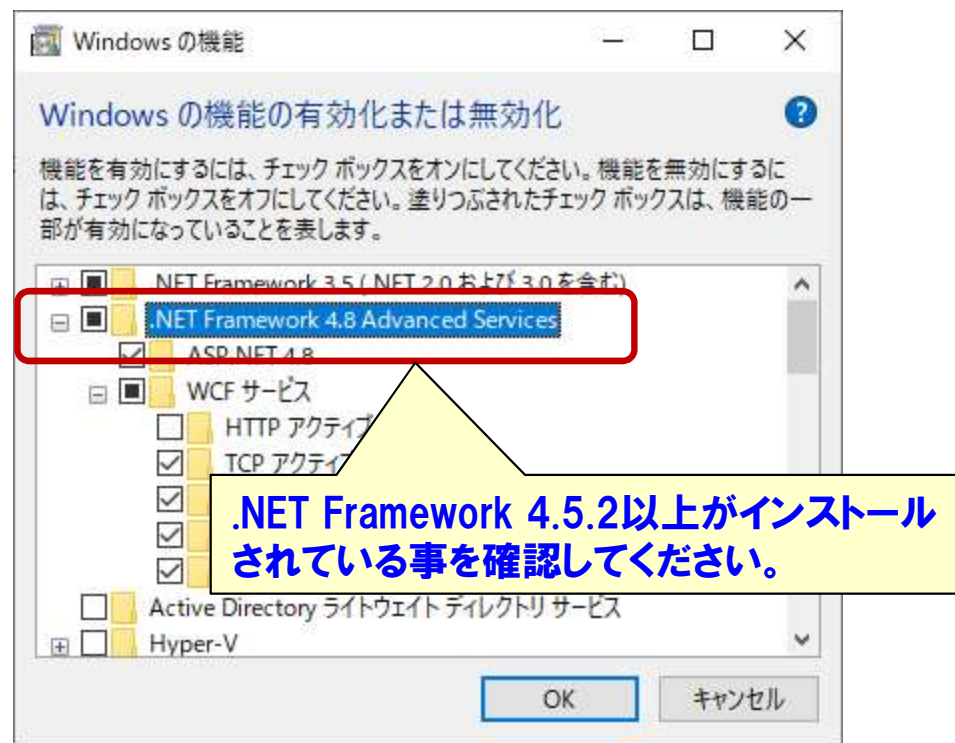 Windows の機能
Windows の機能の有効化または無効化
機能を有効にするには、チェック ボックスをオンにしてください。機能を無効にするに
は、チェック ボックスをオフにしてください。塗りつぶされたチェック ボックスは、機能の一
部が有効になっていることを表します。
.NET Framework 3.5 (.NET 2.0 および 3.0 を含む)
.NET Framework 4.8 Advanced Services
ASP.NET 4.8
WCF サービス
HTTP アクティブ
TCP アクティブ
.NET Framework 4.5.2以上がインストール
されている事を確認してください。
Active Directory ライトウェイト ディレクトリ サービス
Hyper-V
OK
キャンセル